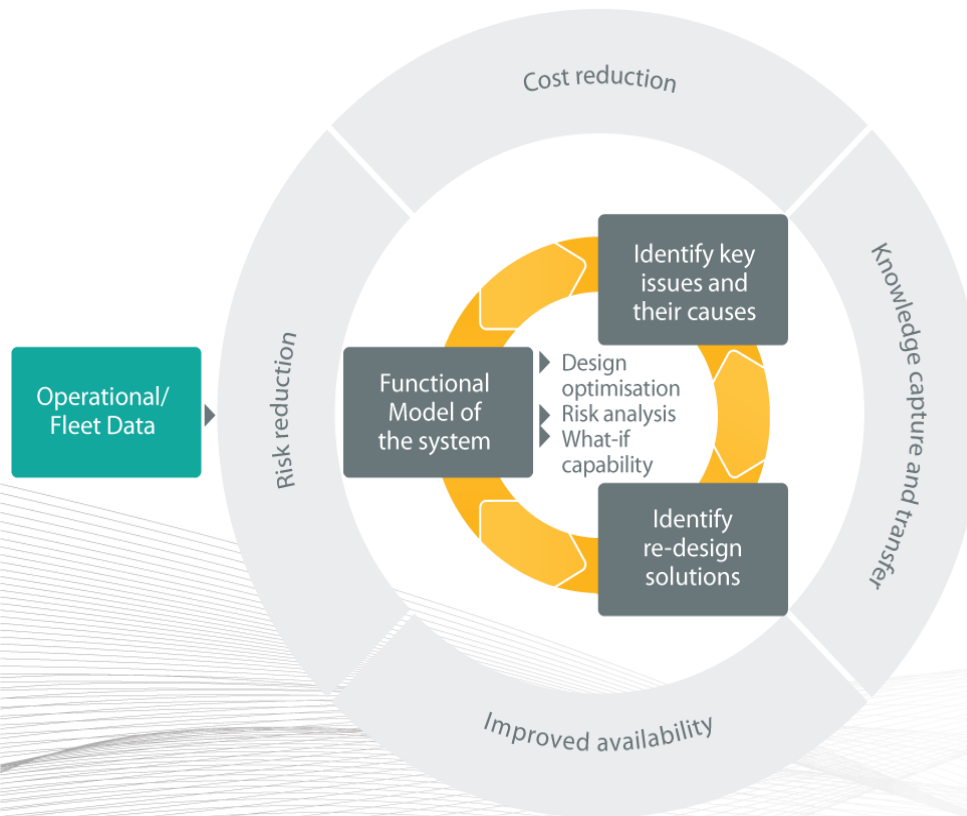 Cost reduction
Identify key
issues and
their causes
Knowledge capture and transfer
Operational/
Fleet Data
Risk reduction
Functional
Model of
the system
Design
optimisation
Risk analysis
What-if
capability
Identify
re-design
solutions
Improved availability